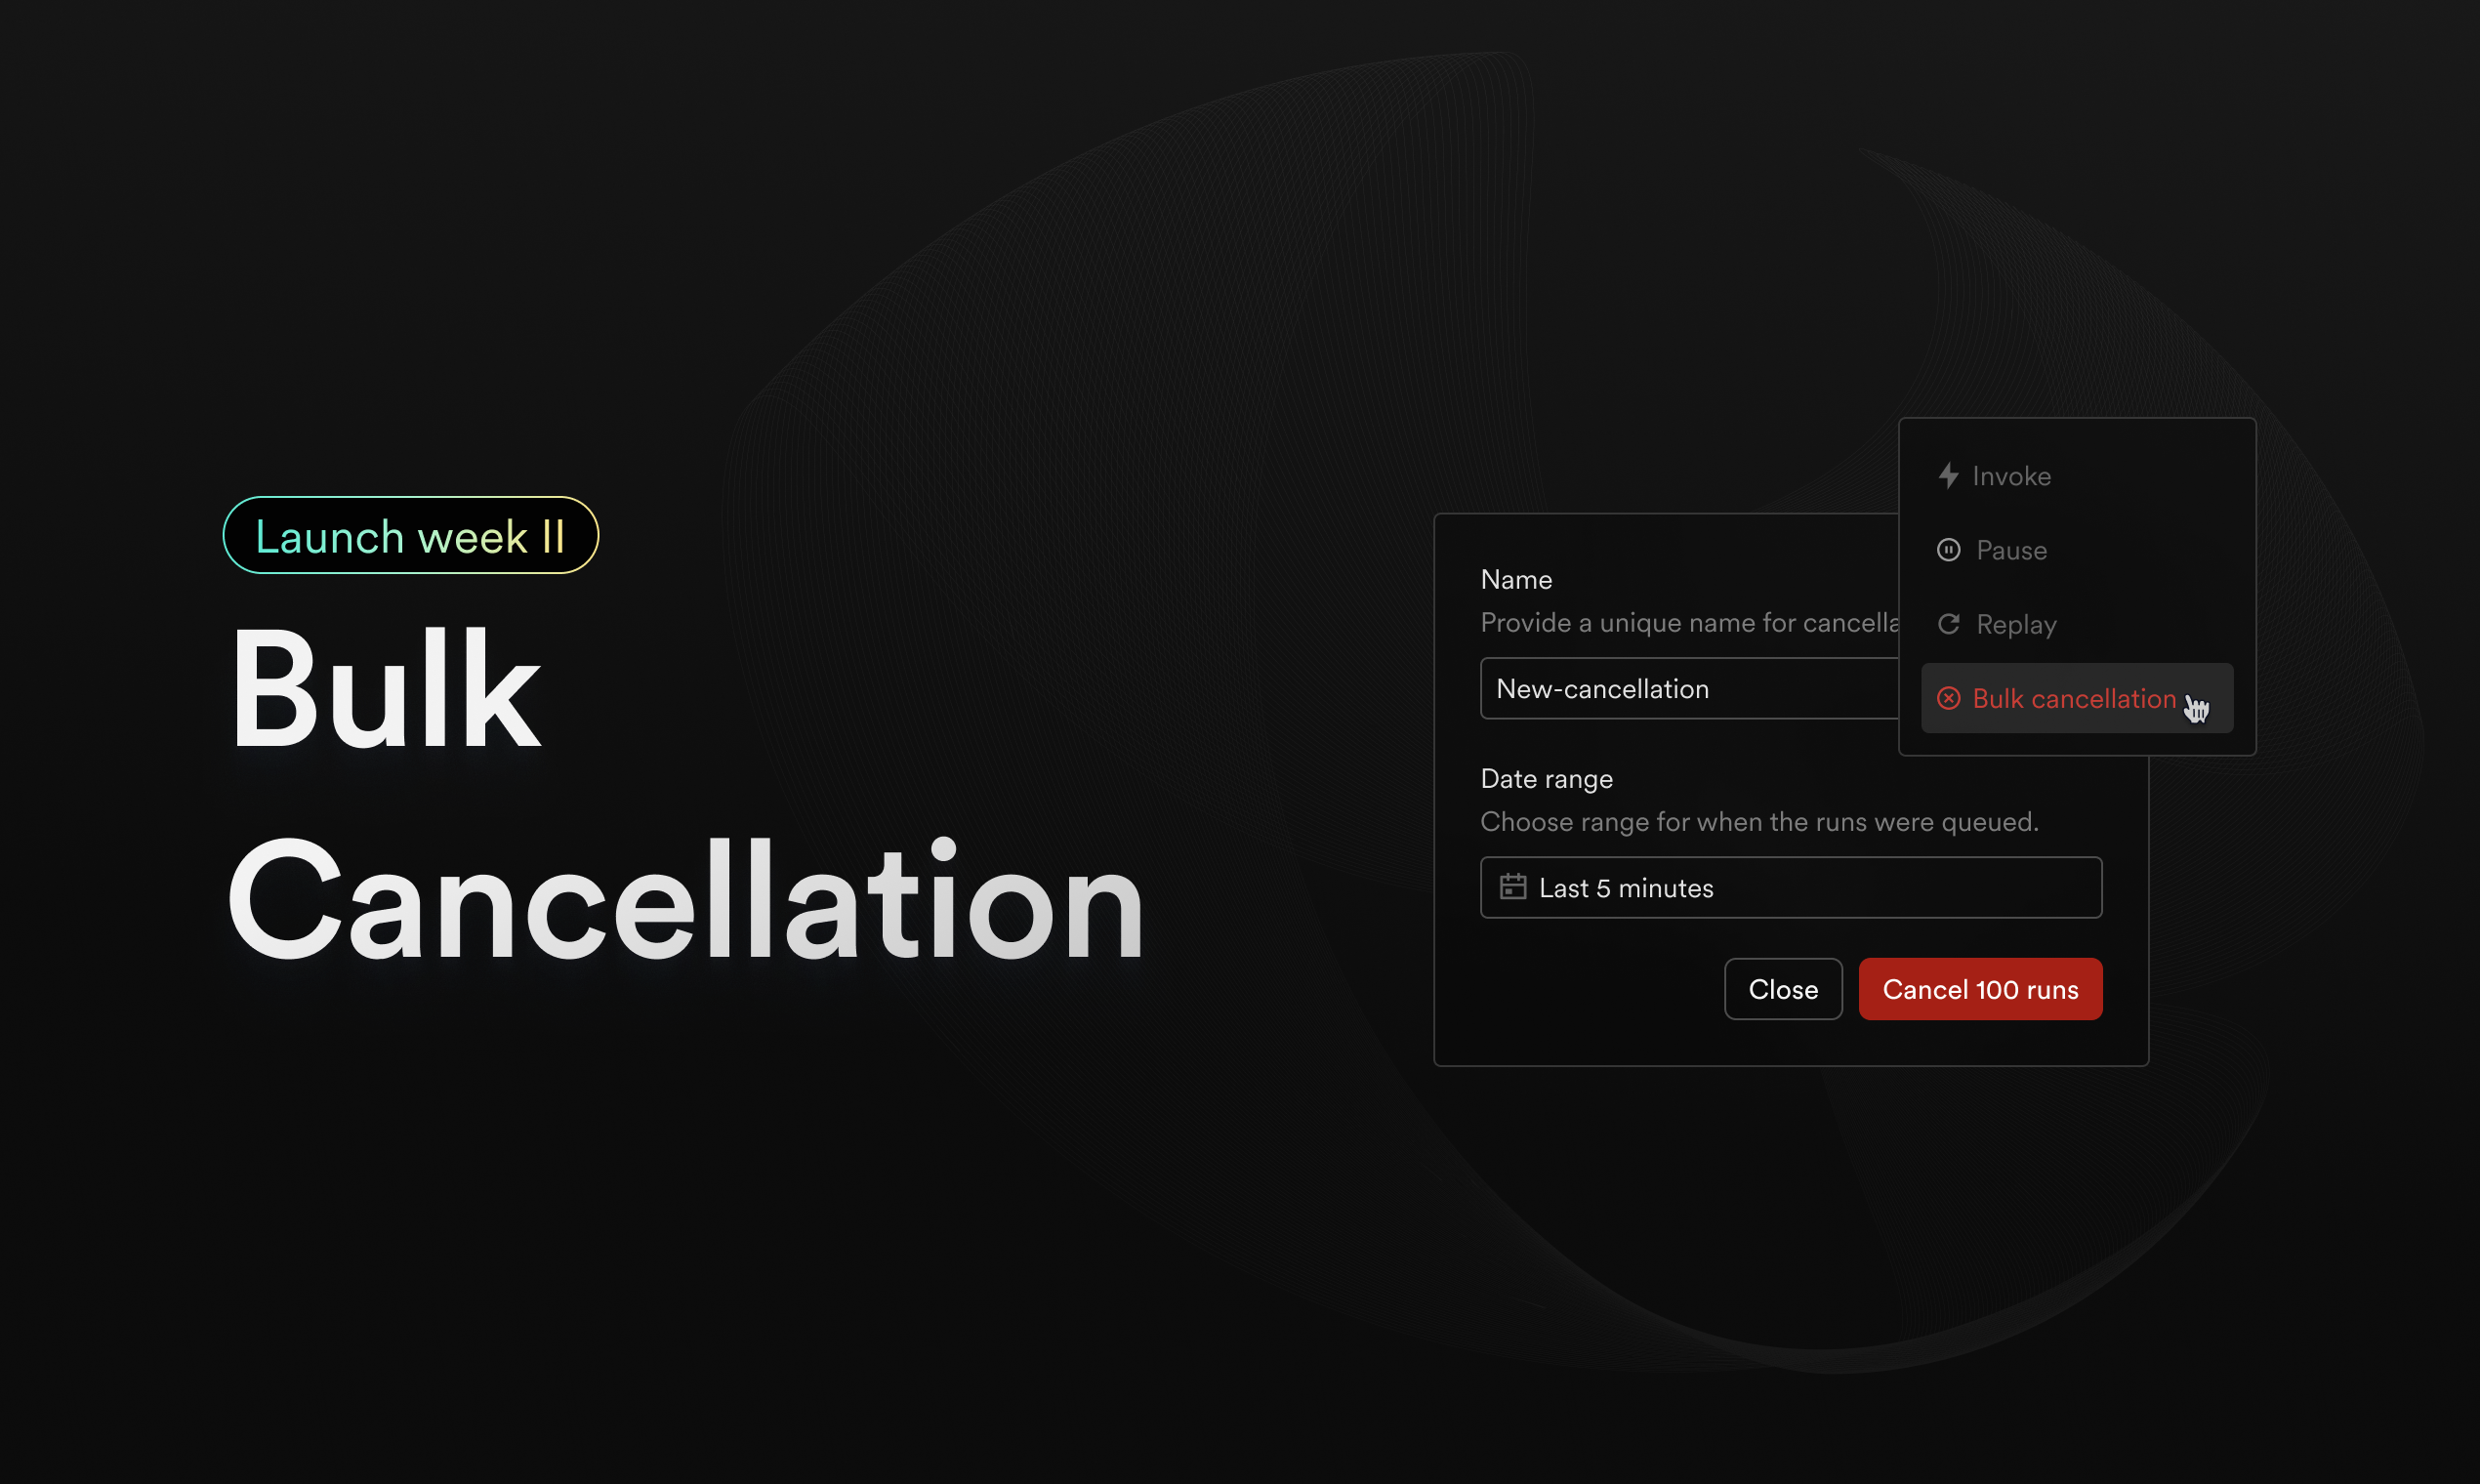 Launch week II
Bulk
Cancellation
Name
Provide a unique name for
New-cancellation
Date range
Choose range for when the runs were queued.
Last 5 minutes
Close
Cancel 100 runs
Invoke
Pause
Replay
Bulk cancellation